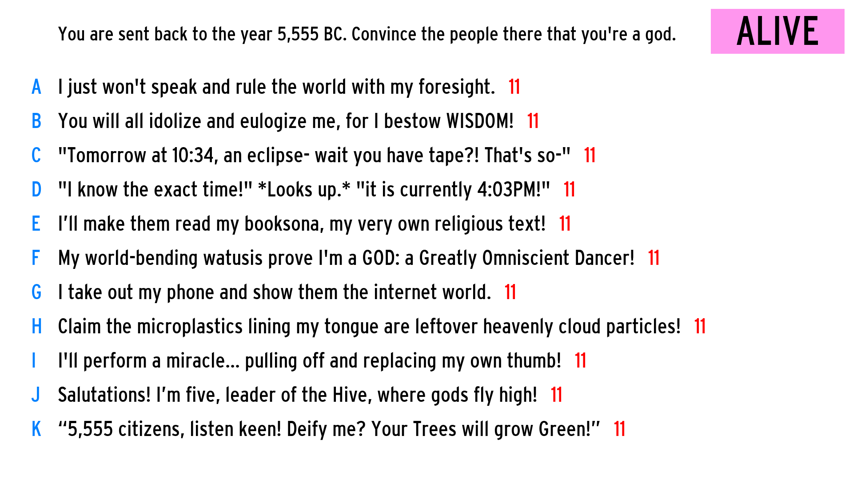 You are sent back to the year 5,555 BC. Convince the people there that you're a god.
ALIVE
A I just won't speak and rule the world with my foresight. 11
B You will all idolize and eulogize me, for I bestow WISDOM! 11
C "Tomorrow at 10:34, an eclipse- wait you have tape?! That's so-" 11
D "I know the exact time!" *Looks up.* "it is currently 4:03PM!" 11
E I’ll make them read my booksona, my very own religious text! 11
F My world-bending watusis prove I'm a GOD: a Greatly Omniscient Dancer! 11
G I take out my phone and show them the internet world. 11
H Claim the microplastics lining my tongue are leftover heavenly cloud particles! 11
I I'll perform a miracle... pulling off and replacing my own thumb! 11
J Salutations! I’m five, leader of the Hive, where gods fly high! 11
K “5,555 citizens, listen keen! Deify me? Your Trees will grow Green!” 11